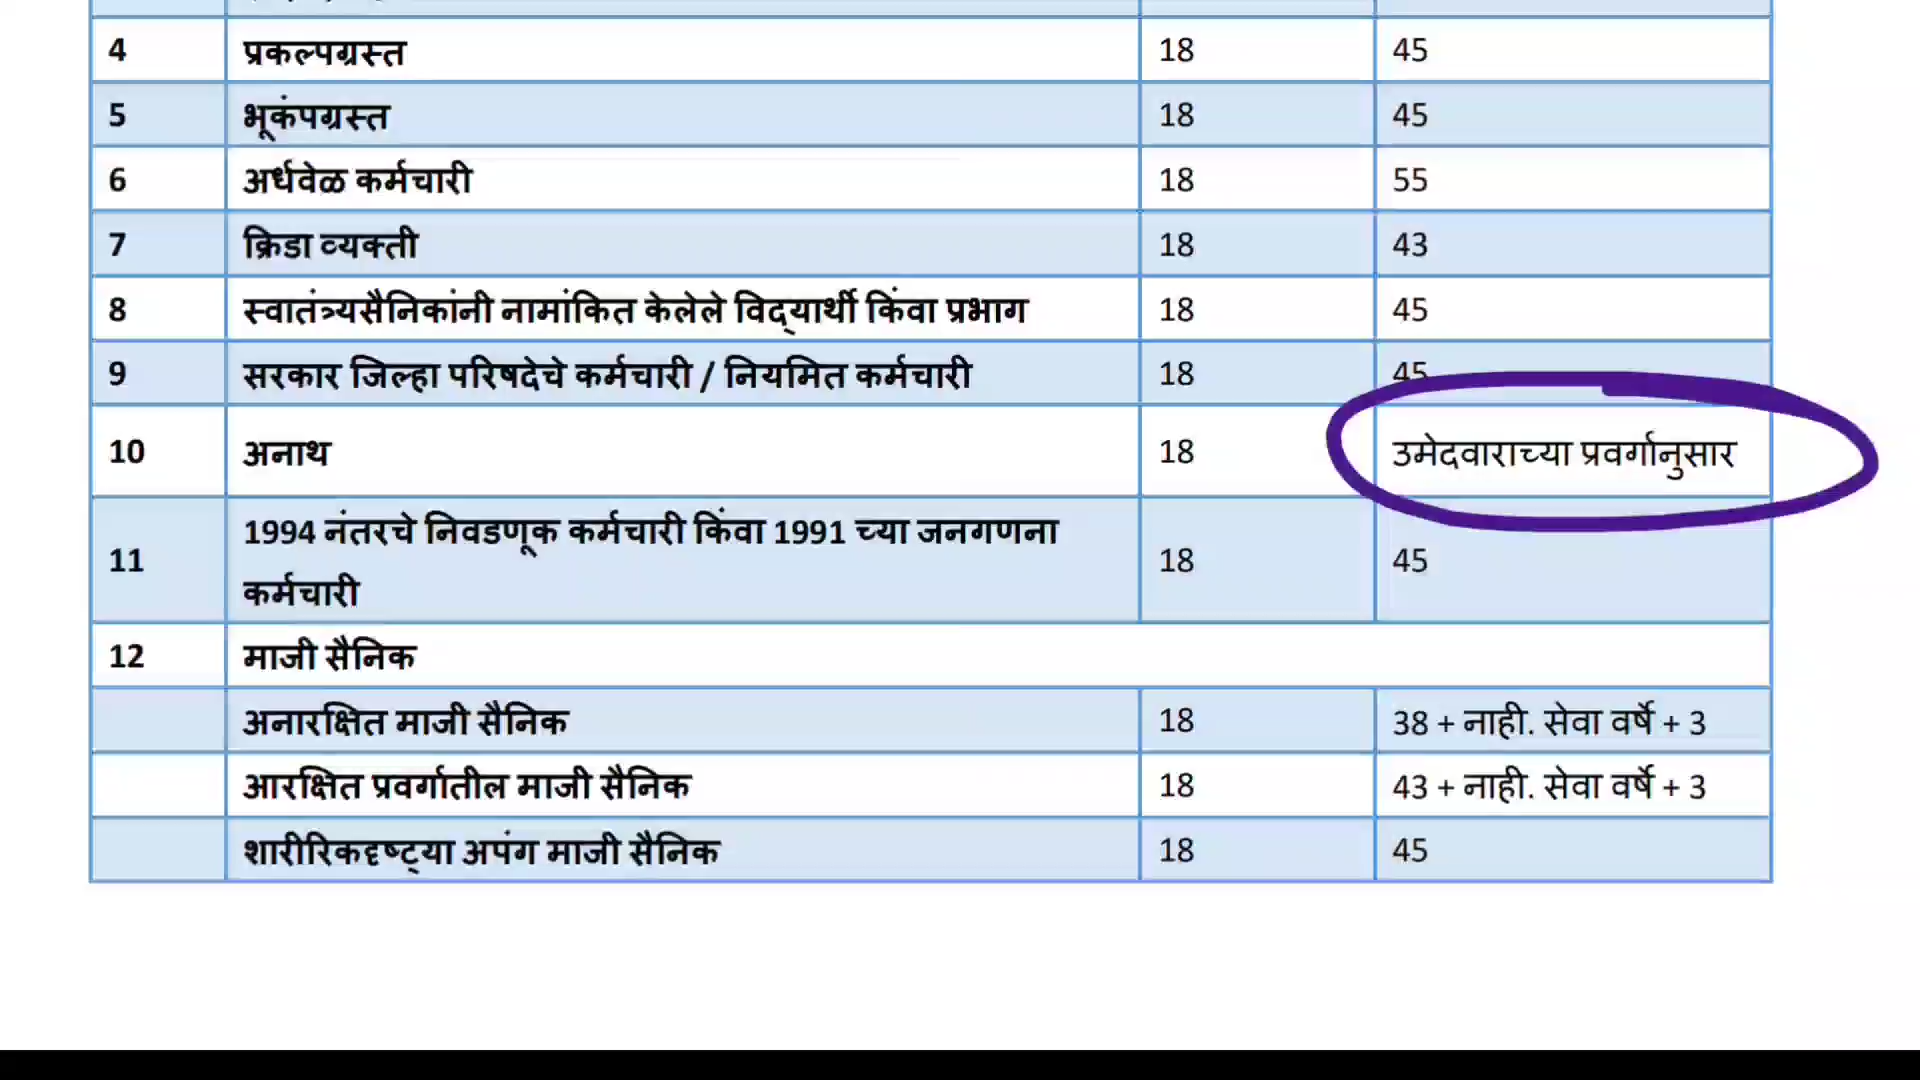 4 प्रकल्पग्रस्त 18 45
5 भूकंपग्रस्त 18 45
6 अर्धवेळ कर्मचारी 18 55
7 क्रिडा व्यक्ती 18 43
8 स्वातंत्र्यसैनिकांनी नामांकित केलेले विद्यार्थी किंवा प्रभाग 18 45
9 सरकार जिल्हा परिषदेचे कर्मचारी / नियमित कर्मचारी 18 45
10 अनाथ 18 उमेदवाराच्या प्रवर्गानुसार
11 1994 नंतरचे निवडणूक कर्मचारी किंवा 1991 च्या जनगणना 18 45
कर्मचारी
12 माजी सैनिक
अनारक्षित माजी सैनिक 18 38 + नाही. सेवा वर्षे + 3
आरक्षित प्रवर्गातील माजी सैनिक 18 43 + नाही. सेवा वर्षे + 3
शारीरिकदृष्ट्या अपंग माजी सैनिक 18 45